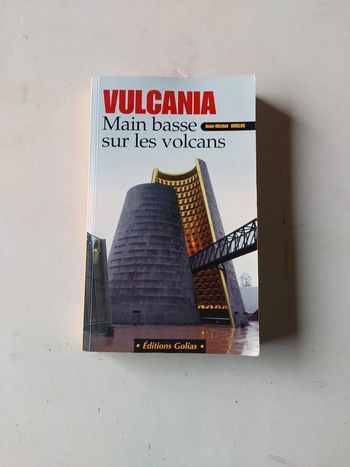 VULCANIA
Main basse
Jean-Michel DUCLOS
sur les volcans
• Éditions Golias •